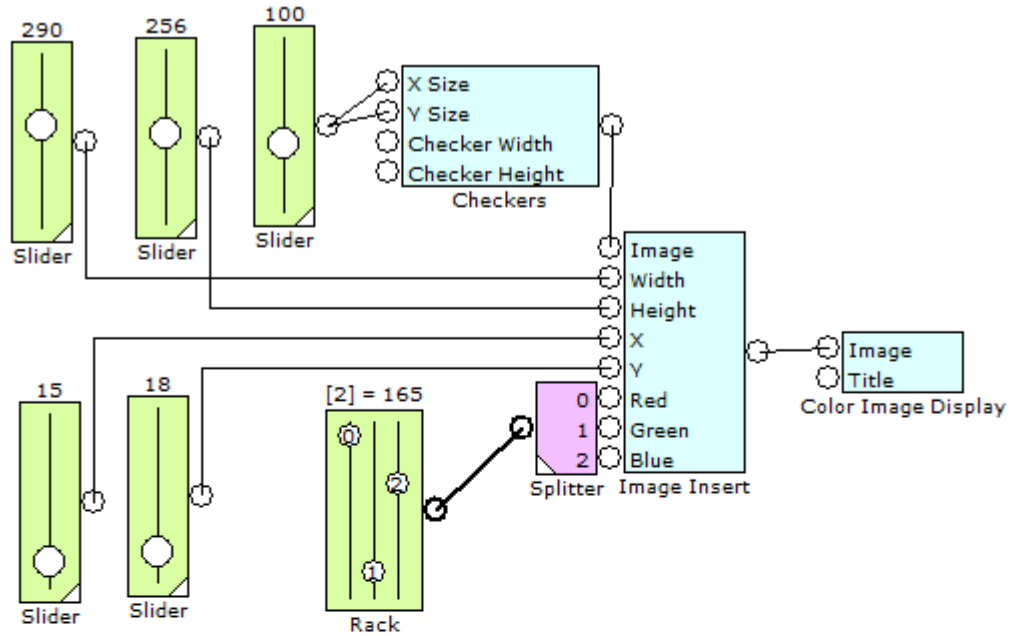 290
256
100
X Size
Y Size
Checker Width
Checker Height
Checkers
Slider
Slider
Slider
Image
Width
Height
X
Y
Red
Green
Blue
Image Insert
Image
Title
Color Image Display
15
18
[2] = 165
0
1
2
Splitter
0
2
1
Slider
Slider
Rack